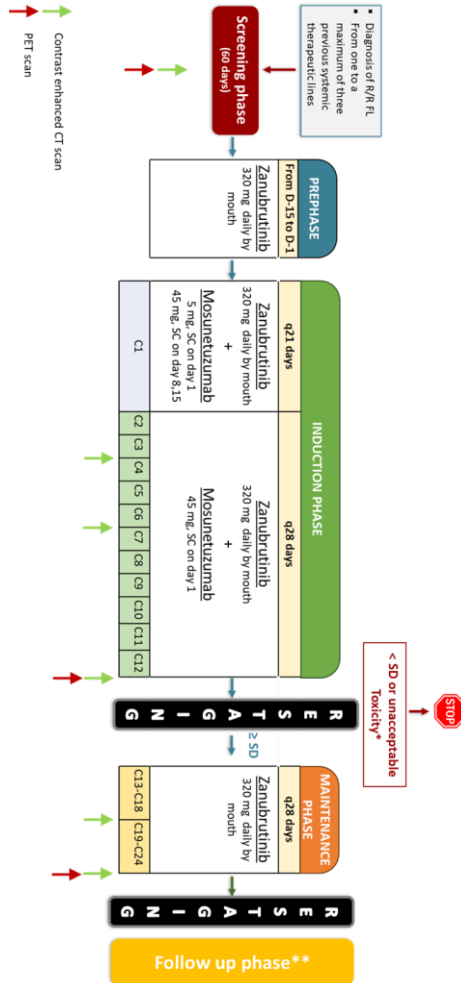 ▪ Diagnosis of R/R FL
▪ From one to a
maximum of three
previous systemic
therapeutic lines
Screening phase
(60 days)
Contrast enhanced CT scan
PET scan
PREPHASE
From D-15 to D-1
Zanubrutinib
320 mg daily by
mouth
INDUCTION PHASE
q21 days
Zanubrutinib
320 mg daily by mouth
+
Mosunetuzumab
5 mg, SC on day 1
45 mg, SC on day 8,15
C1
q28 days
Zanubrutinib
320 mg daily by mouth
+
Mosunetuzumab
45 mg, SC on day 1
C2
C3
C4
C5
C6
C7
C8
C9
C10
C11
C12
STOP
< SD or unacceptable
Toxicity*
RESTAGING
≥ SD
MAINTENANCE
PHASE
q28 days
Zanubrutinib
320 mg daily by
mouth
C13-C18
C19-C24
RESTAGING
Follow up phase**